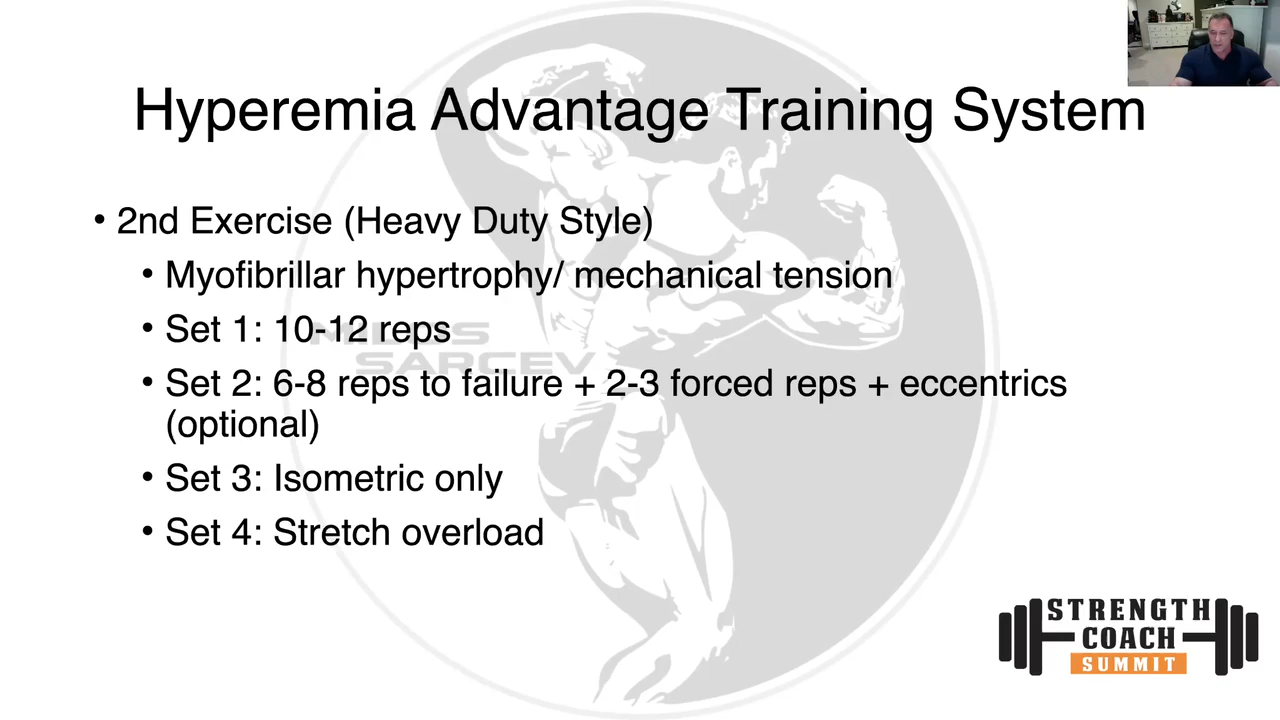 Hyperemia Advantage Training System
• 2nd Exercise (Heavy Duty Style)
• Myofibrillar hypertrophy/ mechanical tension
• Set 1: 10-12 reps
MILOS
SARCEV
• Set 2: 6-8 reps to failure + 2-3 forced reps + eccentrics
(optional)
• Set 3: Isometric only
• Set 4: Stretch overload
STRENGTH
COACH
SUMMIT